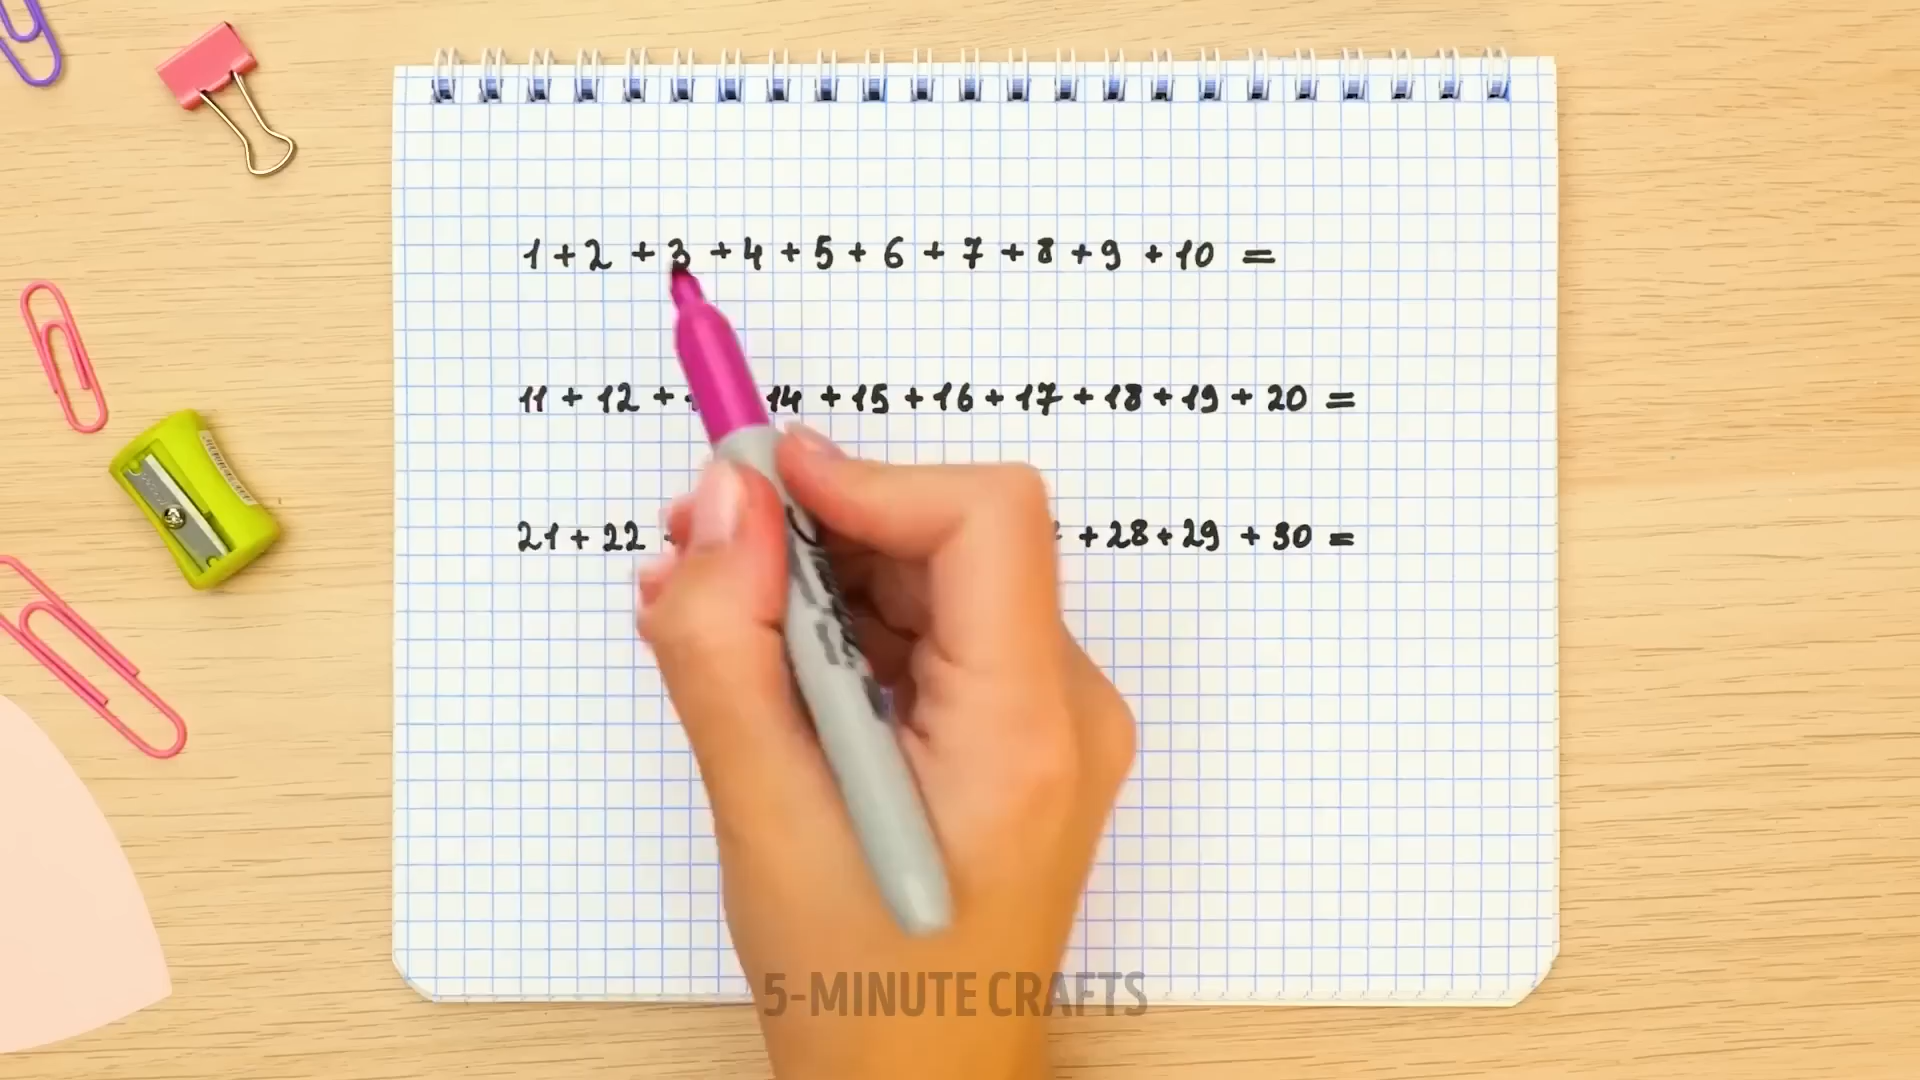 1 + 2 + 3 + 4 + 5 + 6 + 7 + 8 + 9 + 10 =
11 + 12 + 14 + 15 + 16 + 17 + 18 + 19 + 20 =
21 + 22 + 28 + 29 + 30 =
5-MINUTE CRAFTS